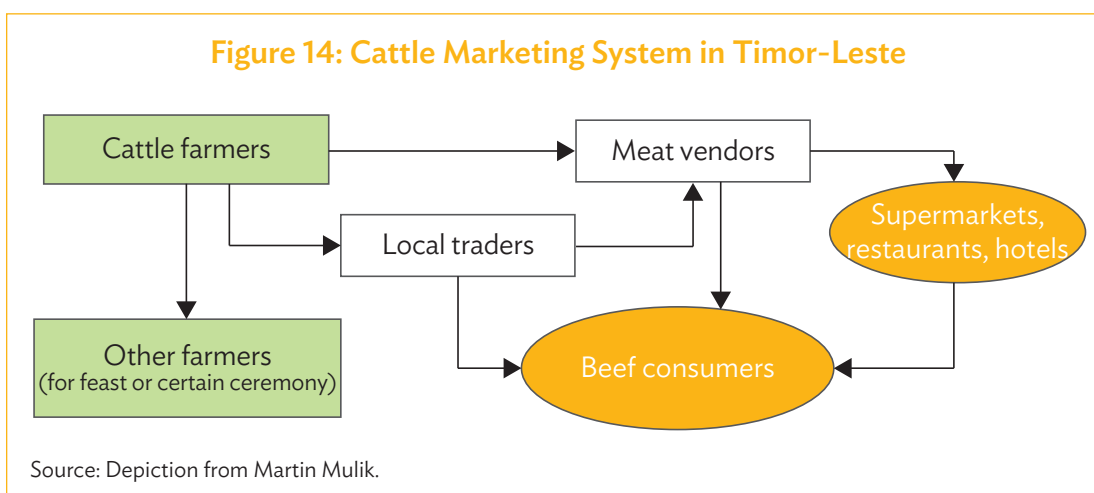 Figure 14: Cattle Marketing System in Timor-Leste
Cattle farmers
Meat vendors
Local traders
Supermarkets,
restaurants, hotels
Other farmers
(for feast or certain ceremony)
Beef consumers
Source: Depiction from Martin Mulik.